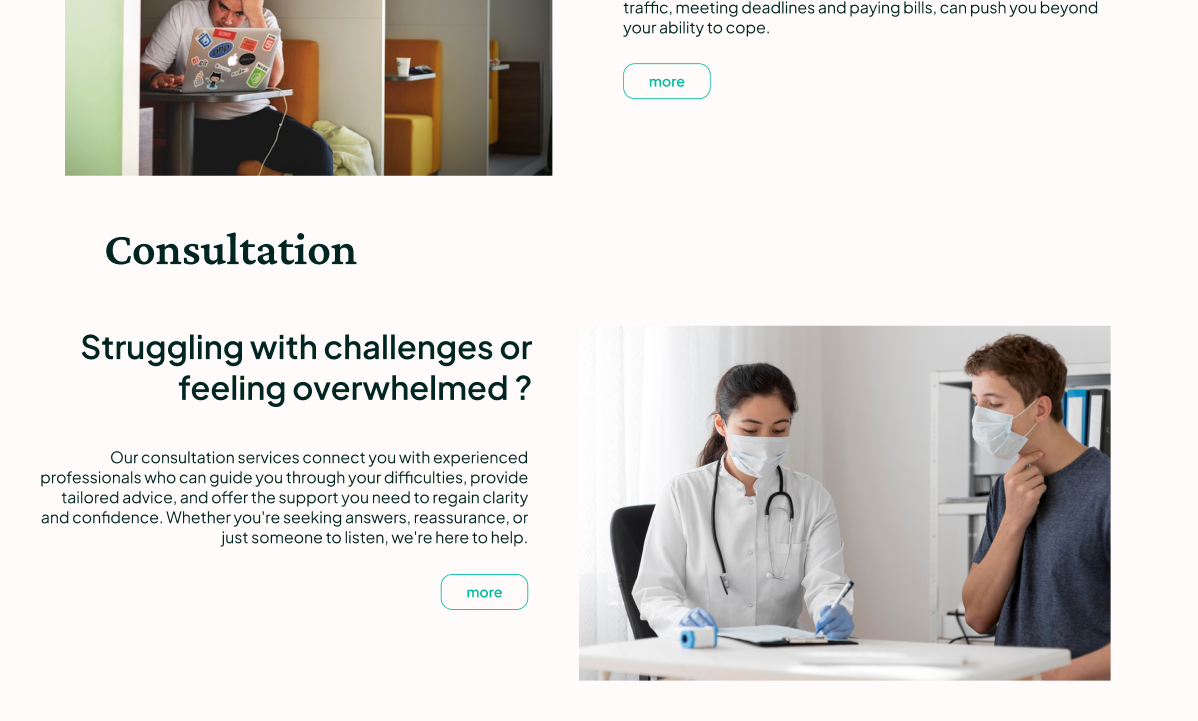 traffic, meeting deadlines and paying bills, can push you beyond
your ability to cope.
more
php
Consultation
Struggling with challenges or
feeling overwhelmed ?
Our consultation services connect you with experienced
professionals who can guide you through your difficulties, provide
tailored advice, and offer the support you need to regain clarity
and confidence. Whether you're seeking answers, reassurance, or
just someone to listen, we're here to help.
more